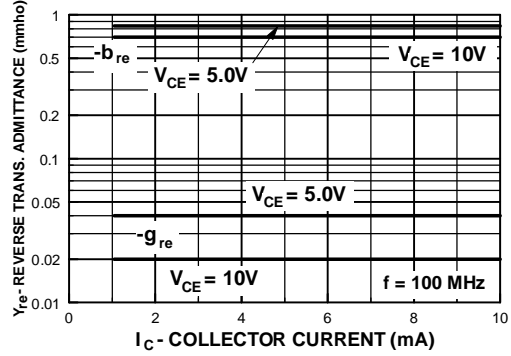 Yre- REVERSE TRANS. ADMITTANCE (mmho)
1
0.5
0.1
0.05
0.02
0.01
-bre
VCE = 5.0V
VCE = 10V
VCE = 5.0V
-gre
VCE = 10V
f = 100 MHz
0
2
4
6
8
10
IC- COLLECTOR CURRENT (mA)